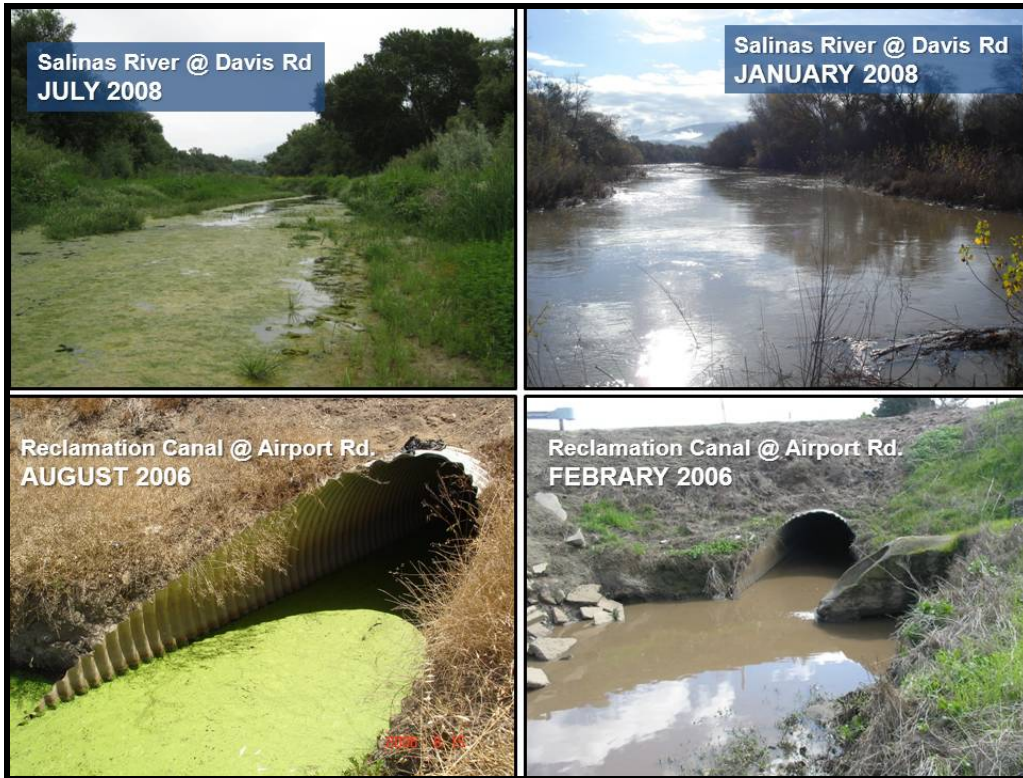 Salinas River @ Davis Rd
JULY 2008
Salinas River @ Davis Rd
JANUARY 2008
Reclamation Canal @ Airport Rd.
AUGUST 2006
Reclamation Canal @ Airport Rd.
FEBRARY 2006